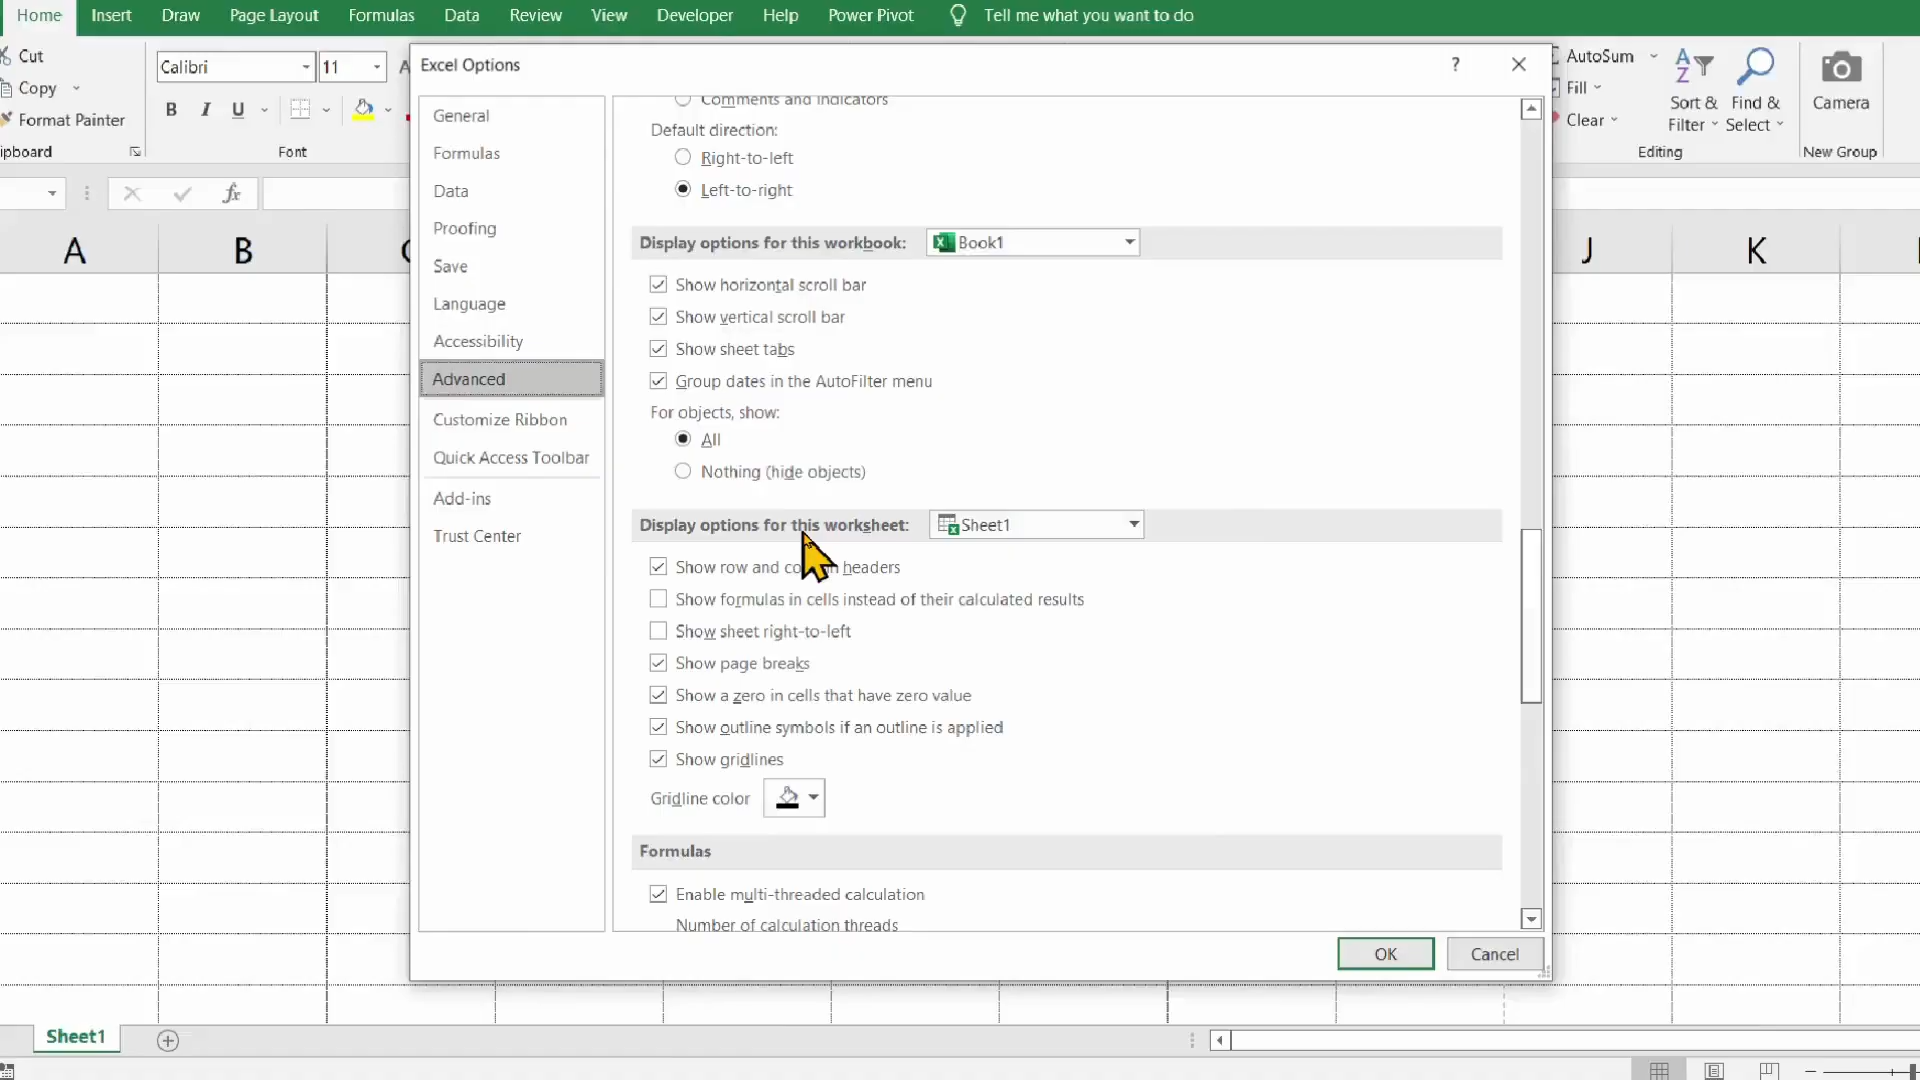 Home Insert Draw Page Layout Formulas Data Review View Developer Help Power Pivot Tell me what you want to do
Cut
Copy
Format Painter
Calibri 11
B I U
Font
AutoSum
Fill
Clear
Sort & Filter
Find & Select
Editing
Camera
New Group
fx
A B J K
Excel Options
?
General
Formulas
Data
Proofing
Save
Language
Accessibility
Advanced
Customize Ribbon
Quick Access Toolbar
Add-ins
Trust Center
Comments and indicators
Default direction:
Right-to-left
Left-to-right
Display options for this workbook: Book1
Show horizontal scroll bar
Show vertical scroll bar
Show sheet tabs
Group dates in the AutoFilter menu
For objects, show:
All
Nothing (hide objects)
Display options for this worksheet: Sheet1
Show row and headers
Show formulas in cells instead of their calculated results
Show sheet right-to-left
Show page breaks
Show a zero in cells that have zero value
Show outline symbols if an outline is applied
Show gridlines
Gridline color
Formulas
Enable multi-threaded calculation
Number of calculation threads
OK Cancel
Sheet1